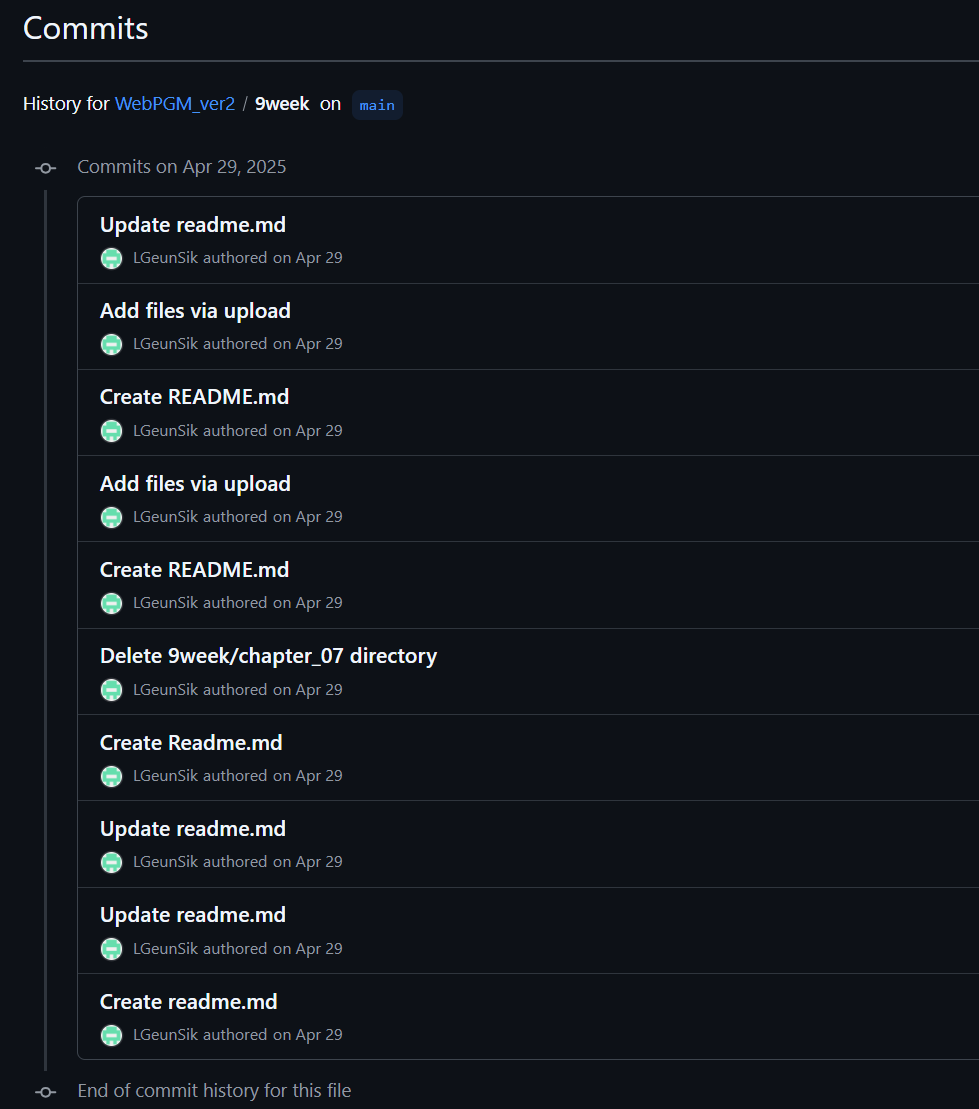 Commits
History for WebPGM_ver2 / 9week on main
Commits on Apr 29, 2025
Update readme.md
LGeunSik authored on Apr 29
Add files via upload
LGeunSik authored on Apr 29
Create README.md
LGeunSik authored on Apr 29
Add files via upload
LGeunSik authored on Apr 29
Create README.md
LGeunSik authored on Apr 29
Delete 9week/chapter_07 directory
LGeunSik authored on Apr 29
Create Readme.md
LGeunSik authored on Apr 29
Update readme.md
LGeunSik authored on Apr 29
Update readme.md
LGeunSik authored on Apr 29
Create readme.md
LGeunSik authored on Apr 29
End of commit history for this file